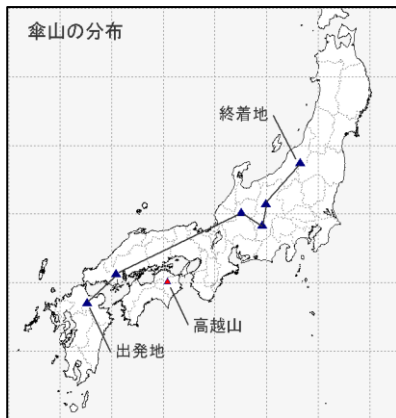 傘山の分布
終着地
高越山
出発地